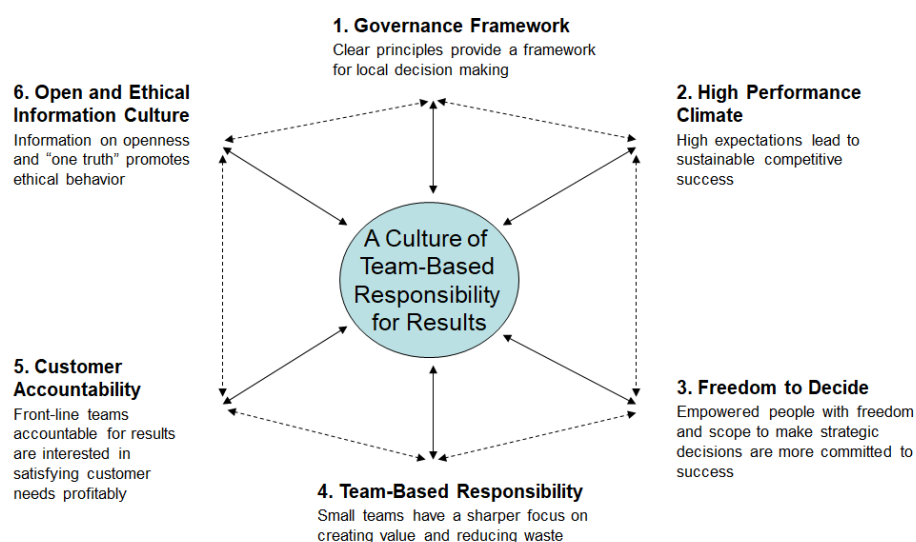 1. Governance Framework
Clear principles provide a framework
for local decision making
2. High Performance
Climate
High expectations lead to
sustainable competitive
success
3. Freedom to Decide
Empowered people with freedom
and scope to make strategic
decisions are more committed to
success
4. Team-Based Responsibility
Small teams have a sharper focus on
creating value and reducing waste
5. Customer
Accountability
Front-line teams
accountable for results
are interested in
satisfying customer
needs profitably
6. Open and Ethical
Information Culture
Information on openness
and “one truth” promotes
ethical behavior
A Culture of
Team-Based
Responsibility
for Results